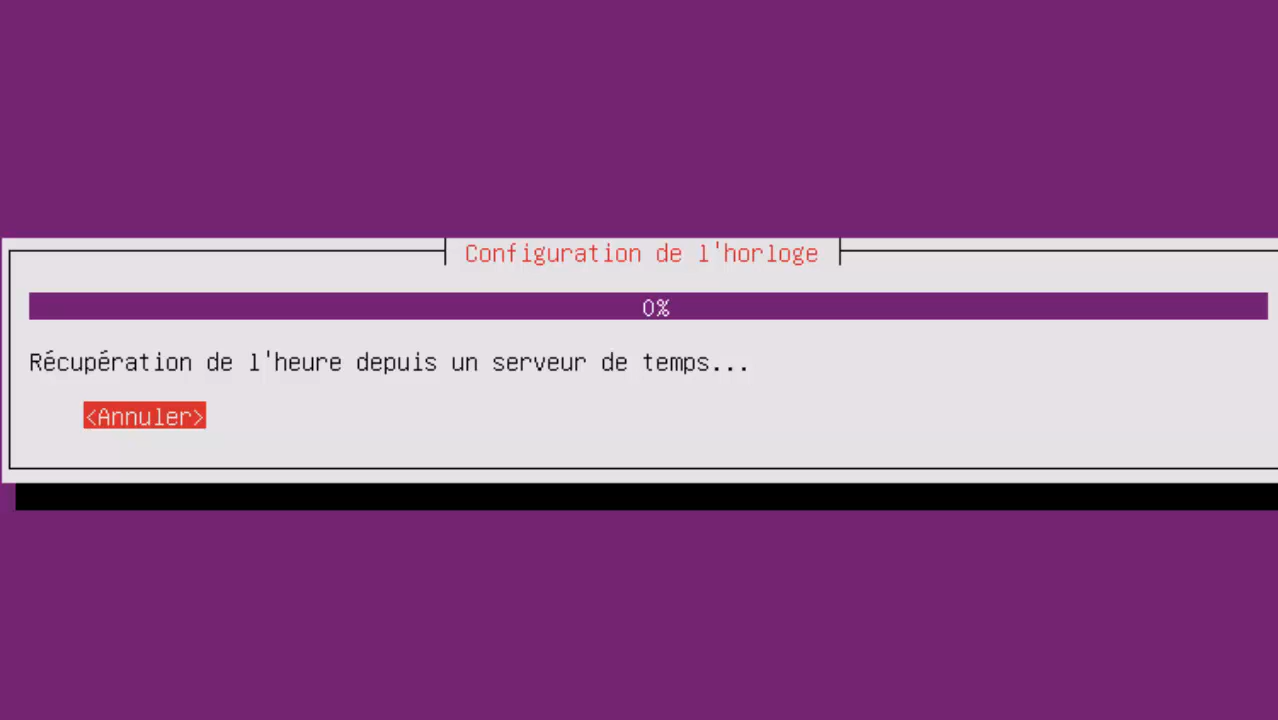 Configuration de l'horloge
0%
Récupération de l'heure depuis un serveur de temps...
<Annuler>